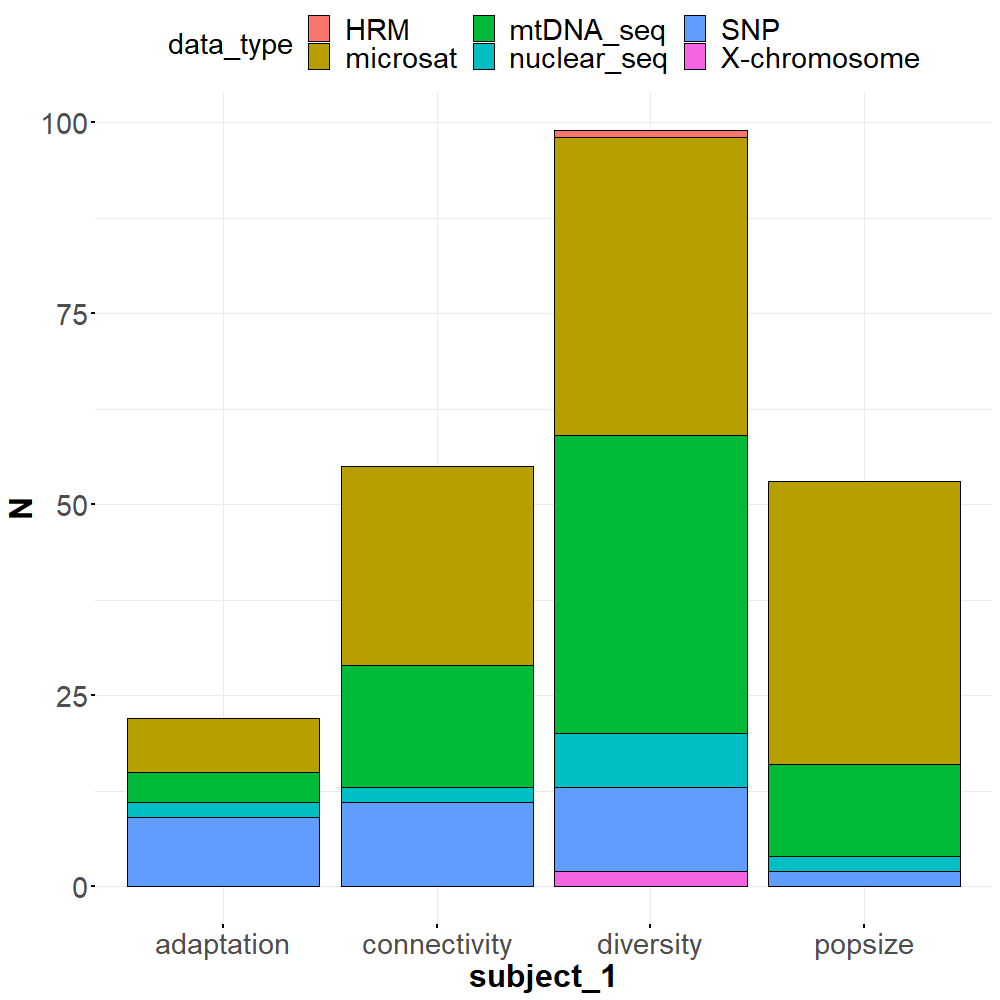 data_type
HRM
mtDNA_seq
SNP
microsat
nuclear_seq
X-chromosome
100
75
50
25
0
N
adaptation
connectivity
diversity
popsize
subject_1